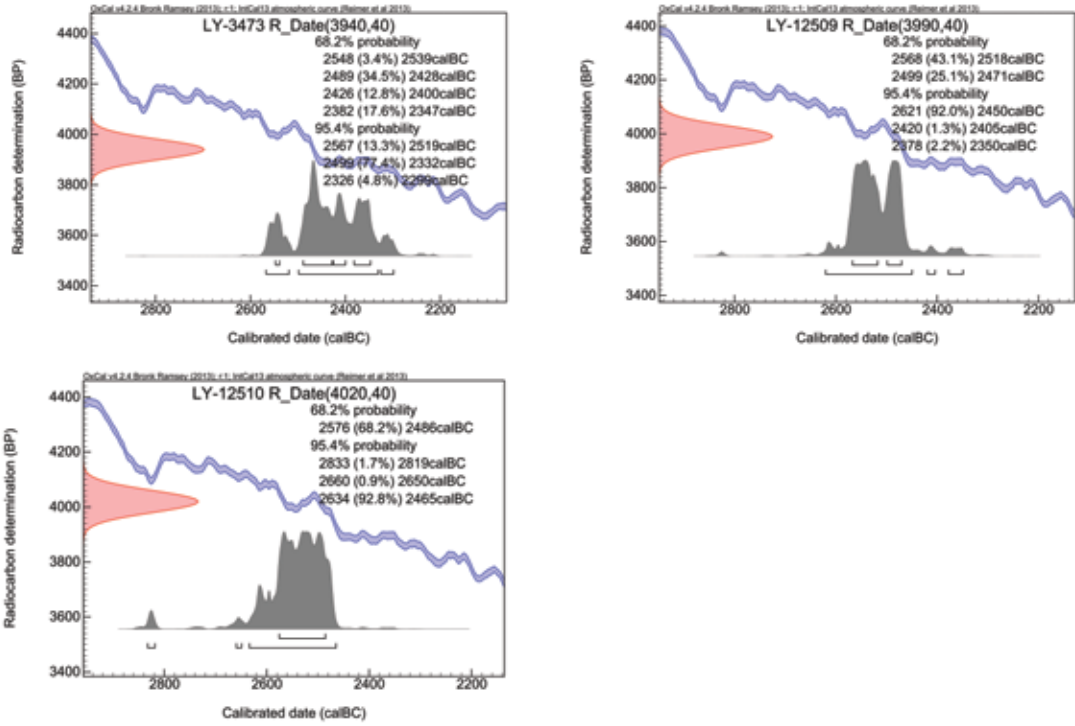 OxCal v4.2.4 Bronk Ramsey (2013); r:1; IntCal13 atmospheric curve (Reimer et al 2013)
LY-3473 R_Date(3940,40)
68.2% probability
2548 (3.4%) 2539calBC
2489 (34.5%) 2428calBC
2426 (12.8%) 2400calBC
2382 (17.6%) 2347calBC
95.4% probability
2567 (13.3%) 2519calBC
2499 (77.4%) 2332calBC
2326 (4.8%) 2299calBC
Radiocarbon determination (BP)
4400
4200
4000
3800
3600
3400
2800
2600
2400
2200
Calibrated date (calBC)
OxCal v4.2.4 Bronk Ramsey (2013); r:1; IntCal13 atmospheric curve (Reimer et al 2013)
LY-12509 R_Date(3990,40)
68.2% probability
2568 (43.1%) 2518calBC
2499 (25.1%) 2471calBC
95.4% probability
2621 (92.0%) 2450calBC
2420 (1.3%) 2405calBC
2378 (2.2%) 2350calBC
Radiocarbon determination (BP)
4400
4200
4000
3800
3600
3400
2800
2600
2400
2200
Calibrated date (calBC)
OxCal v4.2.4 Bronk Ramsey (2013); r:1; IntCal13 atmospheric curve (Reimer et al 2013)
LY-12510 R_Date(4020,40)
68.2% probability
2576 (68.2%) 2486calBC
95.4% probability
2833 (1.7%) 2819calBC
2660 (0.9%) 2650calBC
2634 (92.8%) 2465calBC
Radiocarbon determination (BP)
4400
4200
4000
3800
3600
3400
2800
2600
2400
2200
Calibrated date (calBC)